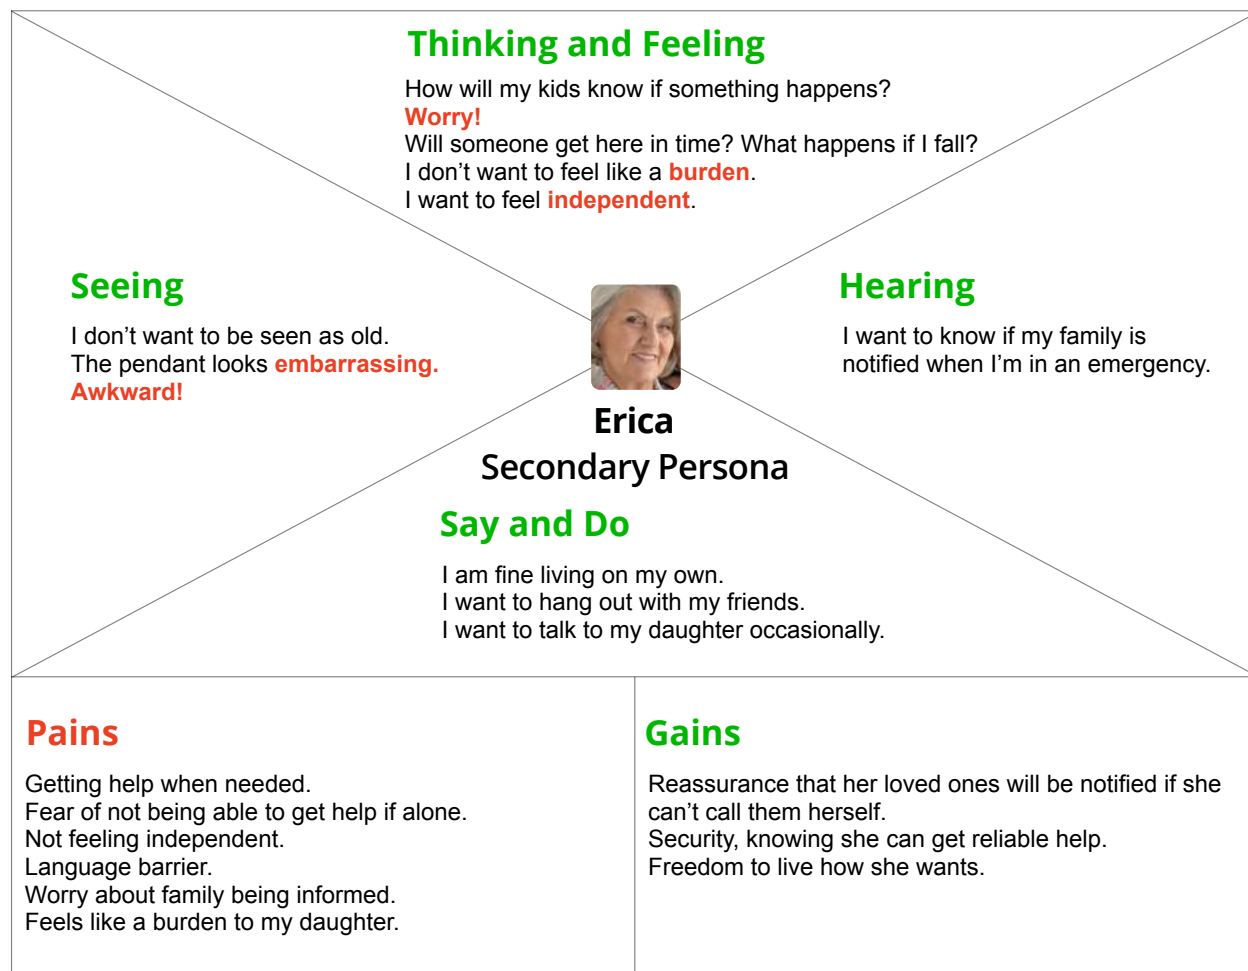 Thinking and Feeling
How will my kids know if something happens?
Worry!
Will someone get here in time? What happens if I fall?
I don’t want to feel like a burden.
I want to feel independent.
Seeing
I don’t want to be seen as old.
The pendant looks embarrassing.
Awkward!
Hearing
I want to know if my family is
notified when I’m in an emergency.
Erica
Secondary Persona
Say and Do
I am fine living on my own.
I want to hang out with my friends.
I want to talk to my daughter occasionally.
Pains
Getting help when needed.
Fear of not being able to get help if alone.
Not feeling independent.
Language barrier.
Worry about family being informed.
Feels like a burden to my daughter.
Gains
Reassurance that her loved ones will be notified if she
can’t call them herself.
Security, knowing she can get reliable help.
Freedom to live how she wants.